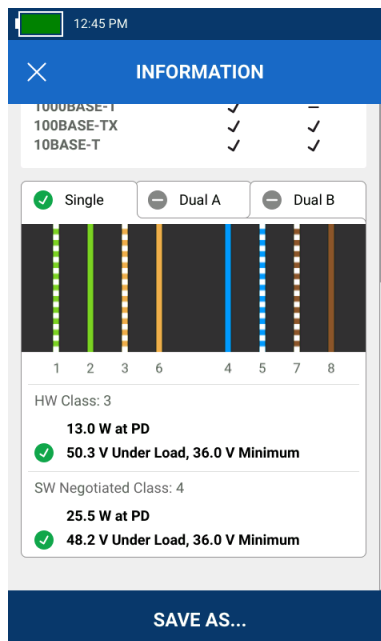 12:45 PM
INFORMATION
1000BASE-T
100BASE-TX
10BASE-T
Single Dual A Dual B
1 2 3 6 4 5 7 8
HW Class: 3
13.0 W at PD
50.3 V Under Load, 36.0 V Minimum
SW Negotiated Class: 4
25.5 W at PD
48.2 V Under Load, 36.0 V Minimum
SAVE AS...